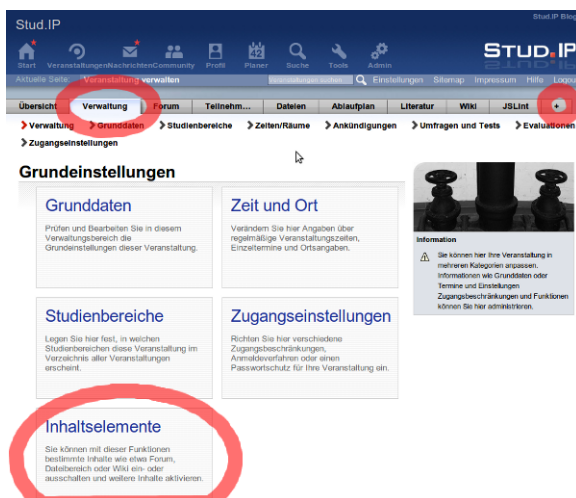 Stud.IP
Stud.IP Blog
Start VeranstaltungenNachrichtenCommunity Profil Planer Suche Tools Admin
STUD.IP
Aktuelle Seite: Veranstaltung verwalten
Veranstaltungen suchen Einstellungen Sitemap Impressum Hilfe Logou
Übersicht Verwaltung Forum Teilnehm... Dateien Ablaufplan Literatur Wiki JSLint +
Verwaltung Grunddaten Studienbereiche Zeiten/Räume Ankündigungen Umfragen und Tests Evaluationen
Zugangseinstellungen
Grundeinstellungen
Grunddaten
Prüfen und Bearbeiten Sie in diesem
Verwaltungsbereich die
Grundeinstellungen dieser Veranstaltung.
Zeit und Ort
Verändern Sie hier Angaben über
regelmäßige Veranstaltungszeiten,
Einzeltermine und Ortsangaben.
Information
Sie können hier Ihre Veranstaltung in
mehreren Kategorien anpassen.
Informationen wie Grunddaten oder
Termine und Einstellungen
Zugangsbeschränkungen und Funktionen
können Sie hier administrieren.
Studienbereiche
Legen Sie hier fest, in welchen
Studienbereichen diese Veranstaltung im
Verzeichnis aller Veranstaltungen
erscheint.
Zugangseinstellungen
Richten Sie hier verschiedene
Zugangsbeschränkungen,
Anmeldeverfahren oder einen
Passwortschutz für Ihre Veranstaltung ein.
Inhaltselemente
Sie können mit dieser Funktionen
bestimmte Inhalte wie etwa Forum,
Dateibereich oder Wiki ein- oder
ausschalten und weitere Inhalte aktivieren.